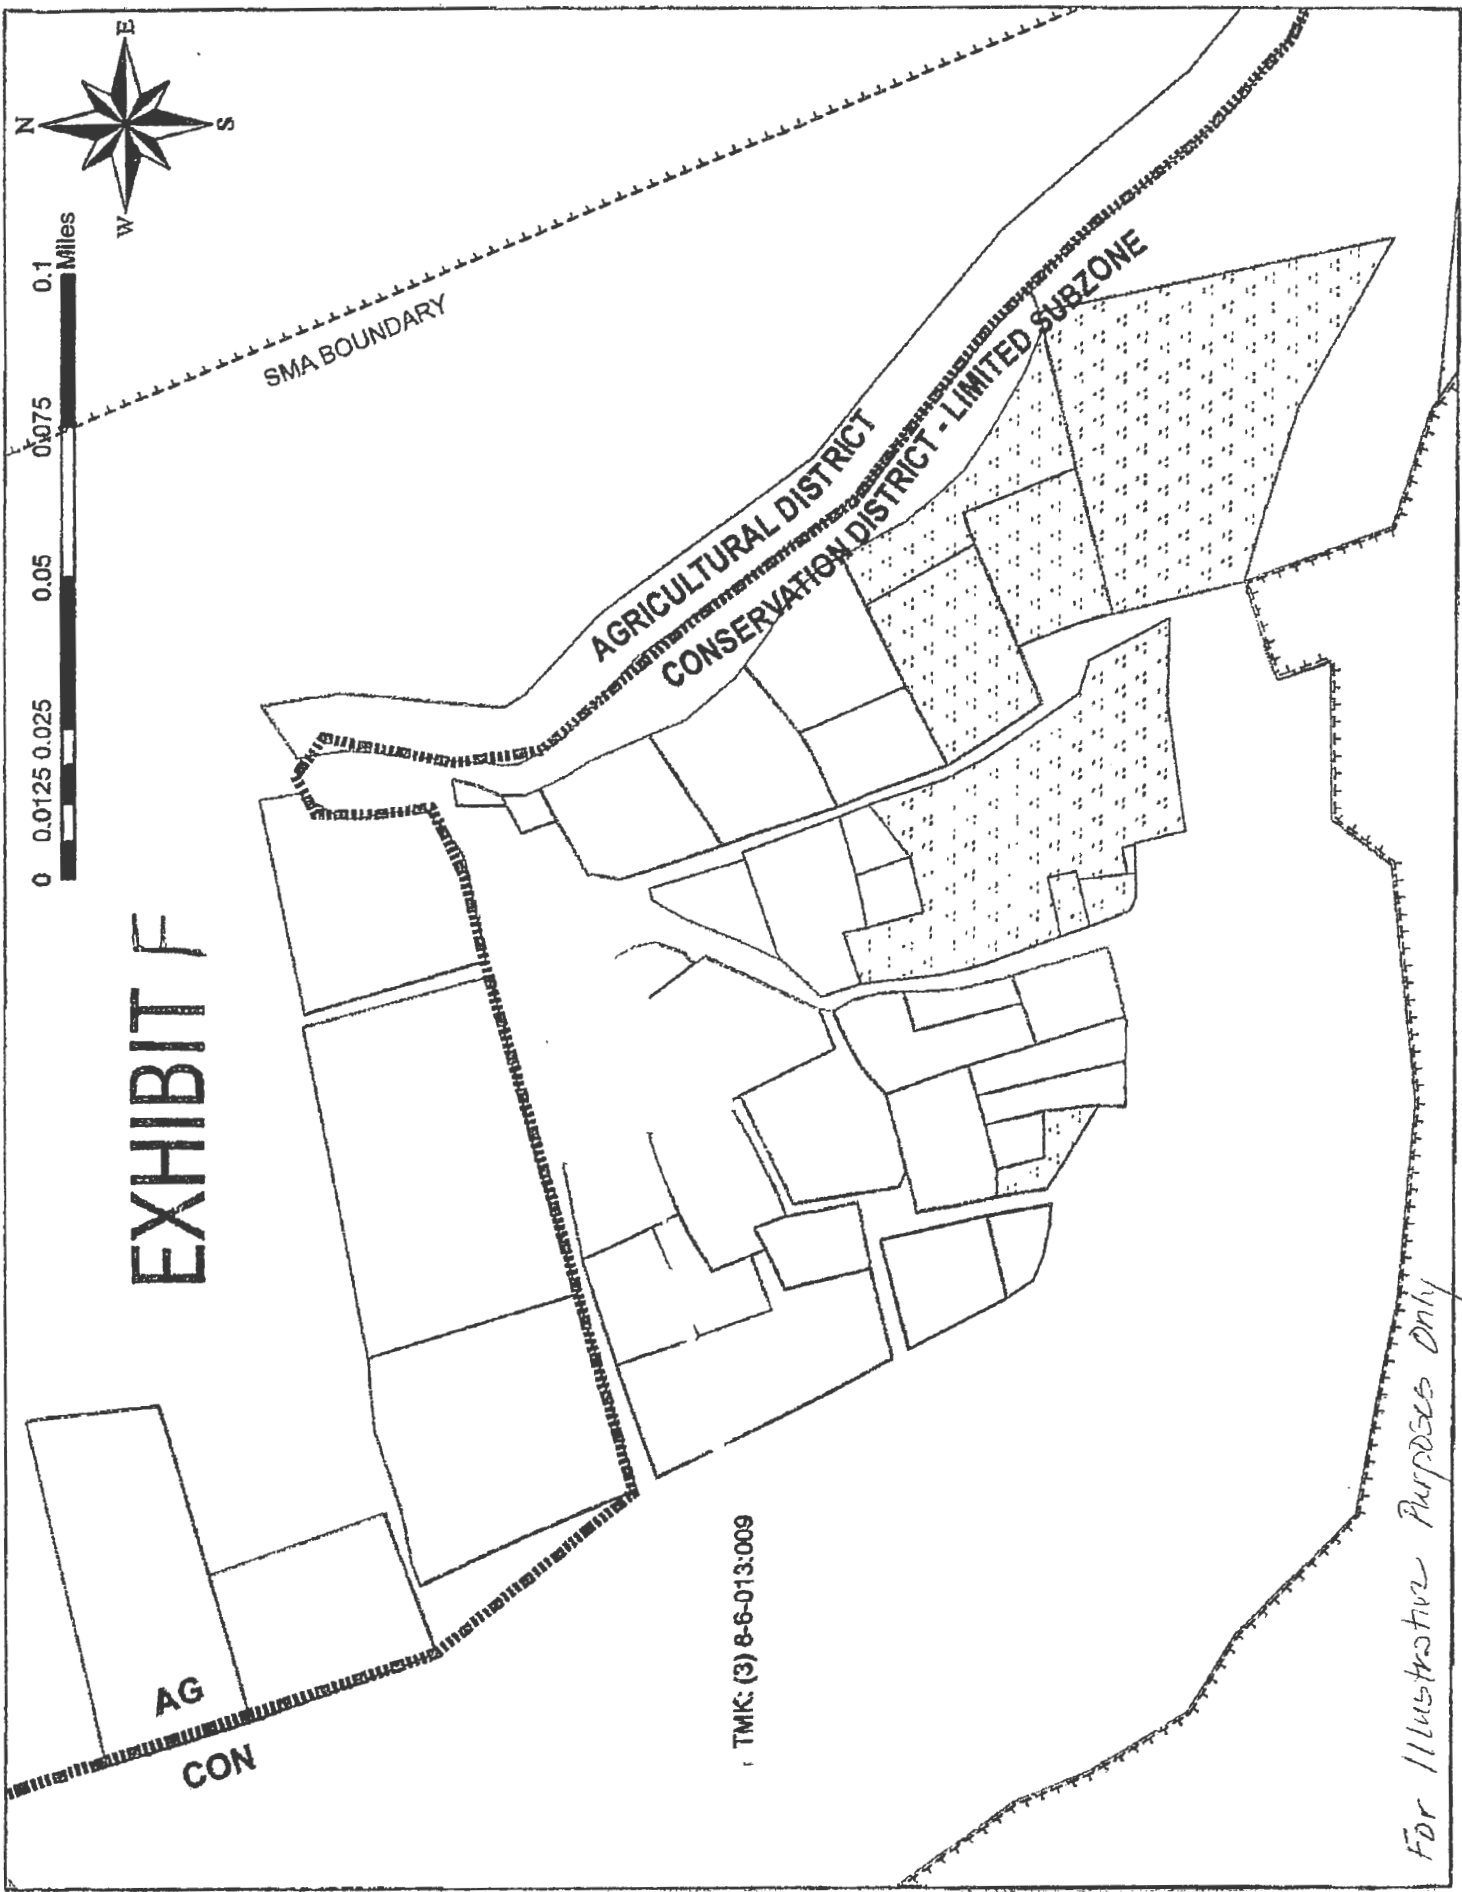 EXHIBIT F
0 0.0125 0.025 0.05 0.075 0.1
Miles
N
E
S
W
SMA BOUNDARY
AGRICULTURAL DISTRICT
CONSERVATION DISTRICT - LIMITED SUBZONE
AG
CON
TMK: (3) 8-6-013:009
For Illustrative Purposes Only